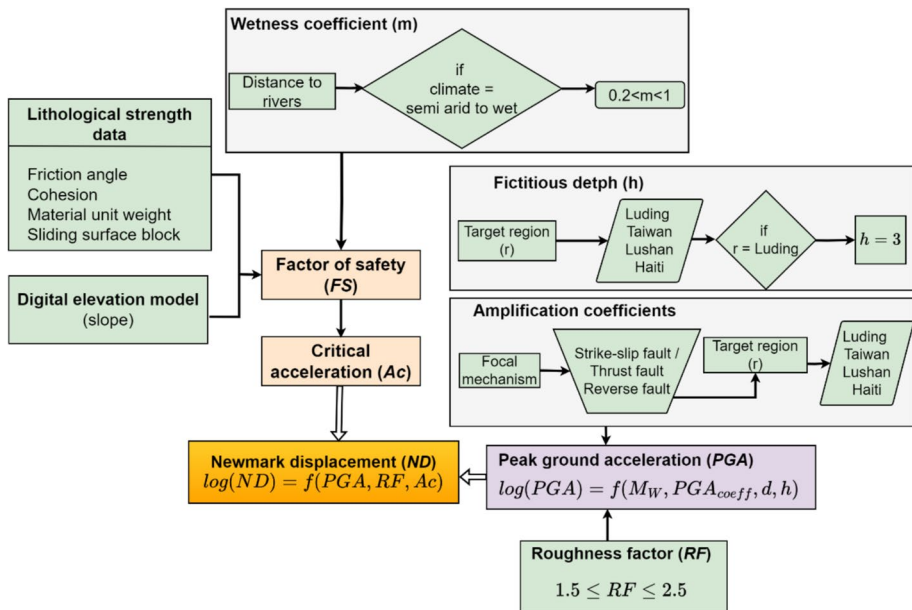 Wetness coefficient (m)
Distance to
rivers
if
climate =
semi arid to wet
0.2<m<1
Lithological strength
data
Friction angle
Cohesion
Material unit weight
Sliding surface block
Digital elevation model
(slope)
Factor of safety
(FS)
Critical
acceleration (Ac)
Fictitious detpth (h)
Target region
(r)
Luding
Taiwan
Lushan
Haiti
if
r = Luding
h = 3
Amplification coefficients
Focal
mechanism
Strike-slip fault /
Thrust fault
Reverse fault
Target region
(r)
Luding
Taiwan
Lushan
Haiti
Newmark displacement (ND)
log(ND) = f(PGA, RF, Ac)
Peak ground acceleration (PGA)
log(PGA) = f(M_W, PGA_{coeff}, d, h)
Roughness factor (RF)
1.5 ≤ RF ≤ 2.5